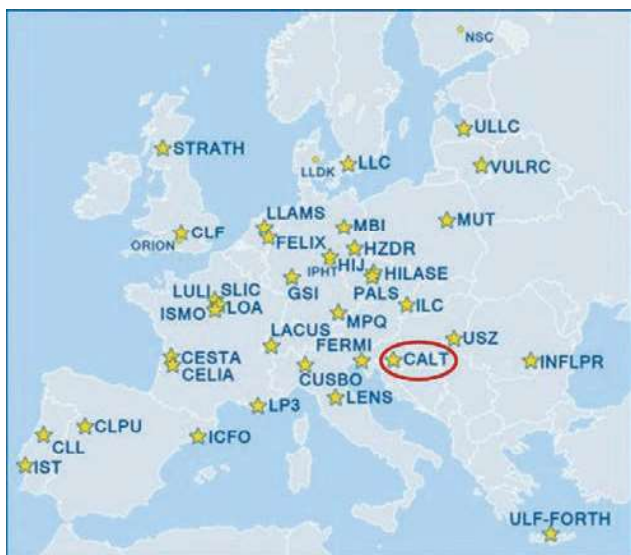 NSC
ULLC
STRATH
LLC
LLDK
VULRC
LLAMS
MBI
MUT
CLF
ORION
FELIX
HZDR
HIJ
IPHT
HILASE
GSI
PALS
LULI
SLIC
ISMO
LOA
ILC
MPQ
LACUS
USZ
FERMI
CESTA
CALT
INFLPR
CELIA
CUSBO
LENS
LP3
CLPU
ICFO
CLL
IST
ULF-FORTH